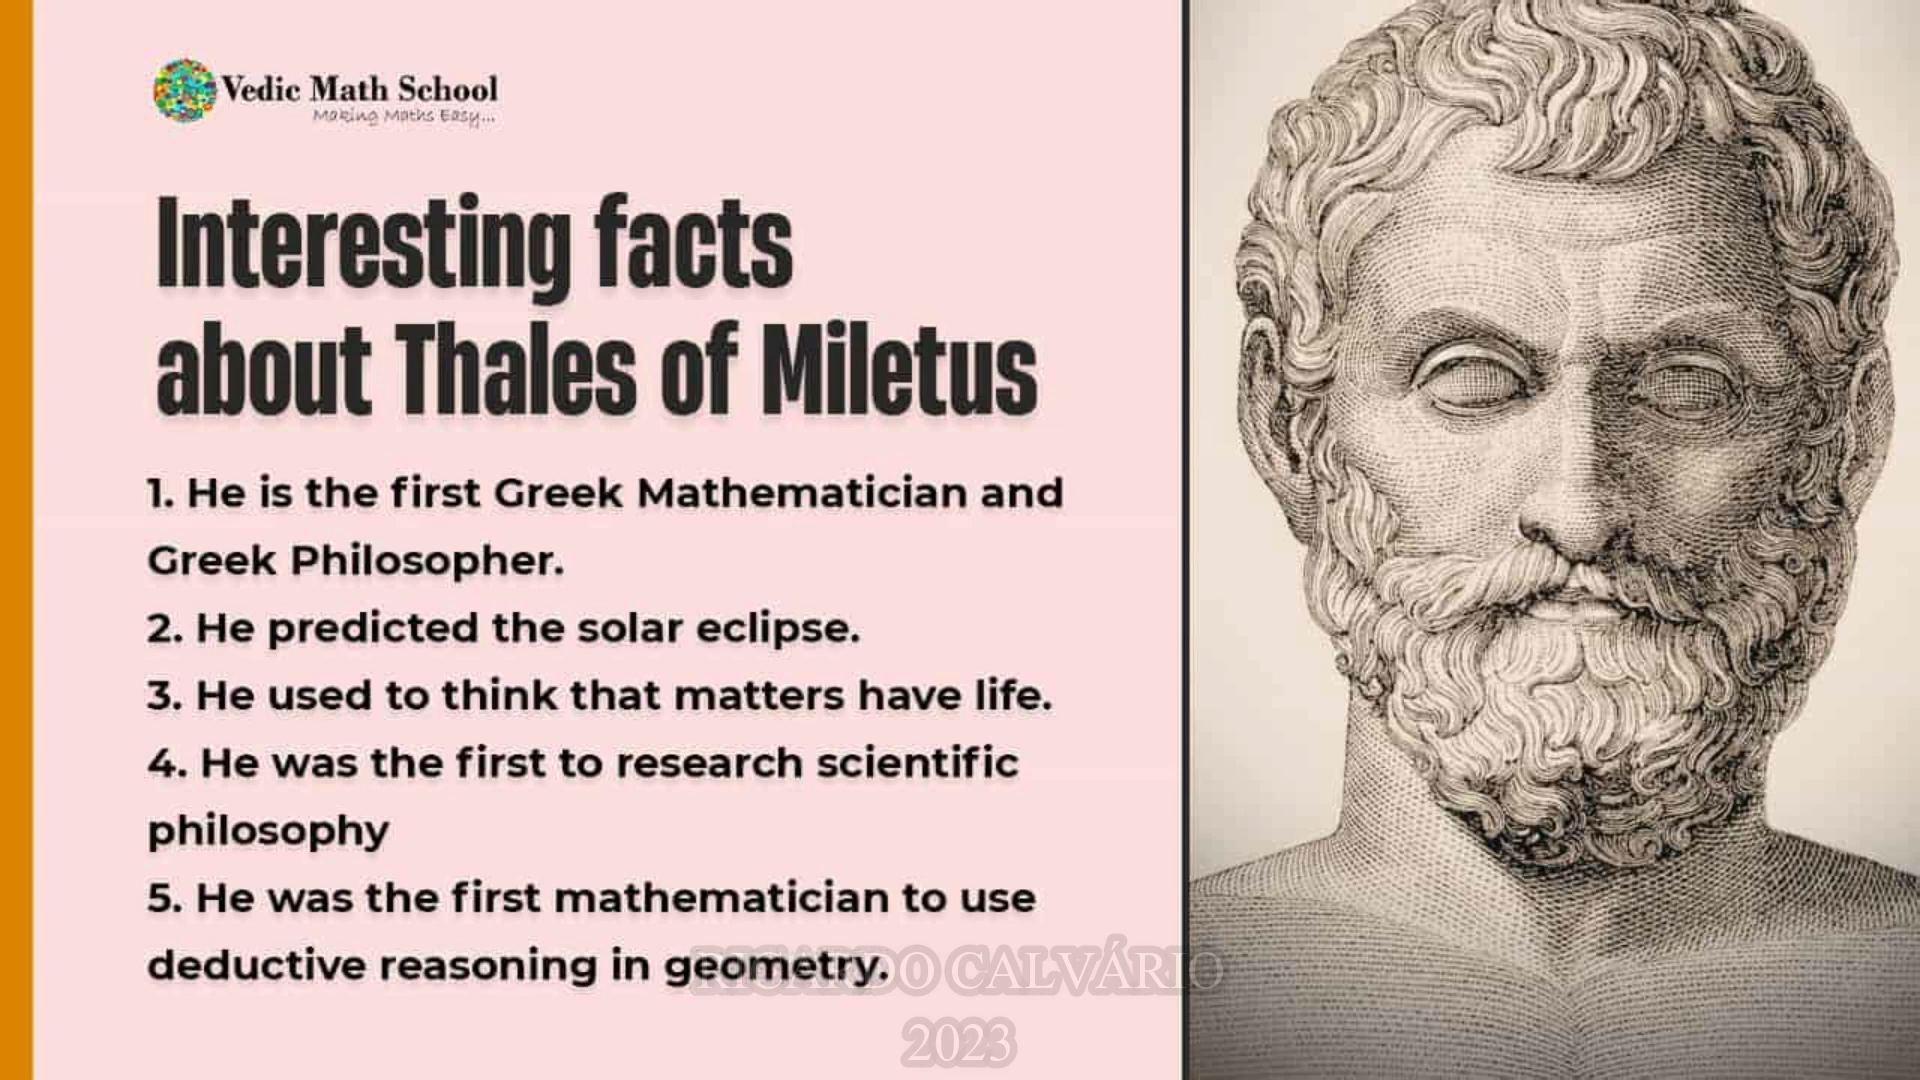 Vedic Math School
Making Maths Easy...
Interesting facts
about Thales of Miletus
1. He is the first Greek Mathematician and
Greek Philosopher.
2. He predicted the solar eclipse.
3. He used to think that matters have life.
4. He was the first to research scientific
philosophy
5. He was the first mathematician to use
deductive reasoning in geometry.
RICARDO CALVÁRIO
2023